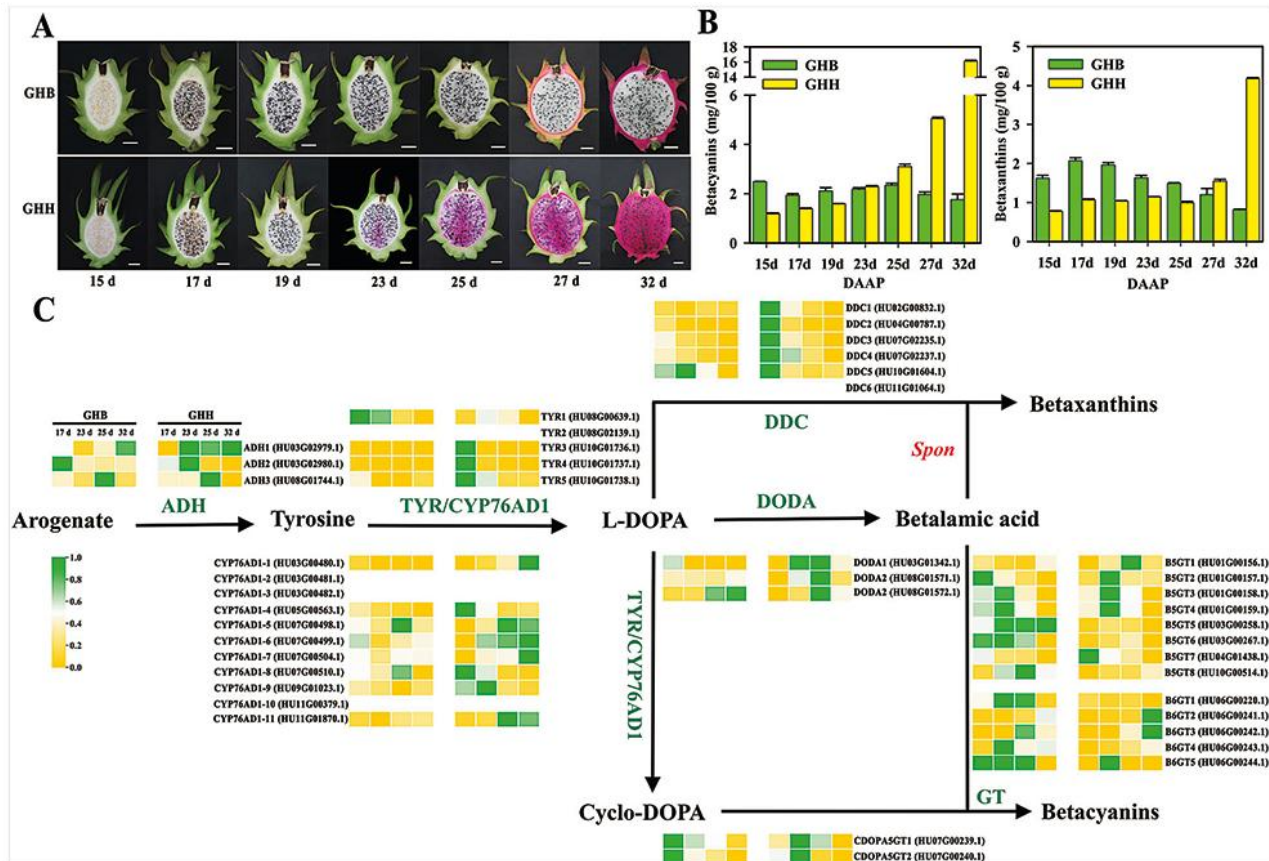 A
GHB
GHH
15 d 17 d 19 d 23 d 25 d 27 d 32 d
B
Betacyanins (mg/100 g)
18
16
14
6
4
2
0
GHB
GHH
15d 17d 19d 23d 25d 27d 32d
DAAP
Betaxanthins (mg/100 g)
5
4
3
2
1
0
GHB
GHH
15d 17d 19d 23d 25d 27d 32d
DAAP
C
DDC1 (HU02G00832.1)
DDC2 (HU04G00787.1)
DDC3 (HU07G02235.1)
DDC4 (HU07G02237.1)
DDC5 (HU10G01604.1)
DDC6 (HU11G01064.1)
GHB GHH
17 d 23 d 25 d 32 d 17 d 23 d 25 d 32 d
ADH1 (HU03G02979.1)
ADH2 (HU03G02980.1)
ADH3 (HU08G01744.1)
TYR1 (HU08G00639.1)
TYR2 (HU08G02139.1)
TYR3 (HU10G01736.1)
TYR4 (HU10G01737.1)
TYR5 (HU10G01738.1)
DDC
Betaxanthins
Spon
Arogenate
ADH
Tyrosine
TYR/CYP76AD1
L-DOPA
DODA
Betalamic acid
1.0
0.8
0.6
0.4
0.2
0.0
CYP76AD1-1 (HU03G00480.1)
CYP76AD1-2 (HU03G00481.1)
CYP76AD1-3 (HU03G00482.1)
CYP76AD1-4 (HU05G00563.1)
CYP76AD1-5 (HU07G00498.1)
CYP76AD1-6 (HU07G00499.1)
CYP76AD1-7 (HU07G00504.1)
CYP76AD1-8 (HU07G00510.1)
CYP76AD1-9 (HU09G01023.1)
CYP76AD1-10 (HU11G00379.1)
CYP76AD1-11 (HU11G01870.1)
TYR/CYP76AD1
DODA1 (HU03G01342.1)
DODA2 (HU08G01571.1)
DODA2 (HU08G01572.1)
B5GT1 (HU01G00156.1)
B5GT2 (HU01G00157.1)
B5GT3 (HU01G00158.1)
B5GT4 (HU01G00159.1)
B5GT5 (HU03G00258.1)
B5GT6 (HU03G00267.1)
B5GT7 (HU04G01438.1)
B5GT8 (HU10G00514.1)
B6GT1 (HU06G00220.1)
B6GT2 (HU06G00241.1)
B6GT3 (HU06G00242.1)
B6GT4 (HU06G00243.1)
B6GT5 (HU06G00244.1)
Cyclo-DOPA
GT
Betacyanins
CDOPA5GT1 (HU07G00239.1)
CDOPA5GT2 (HU07G00240.1)